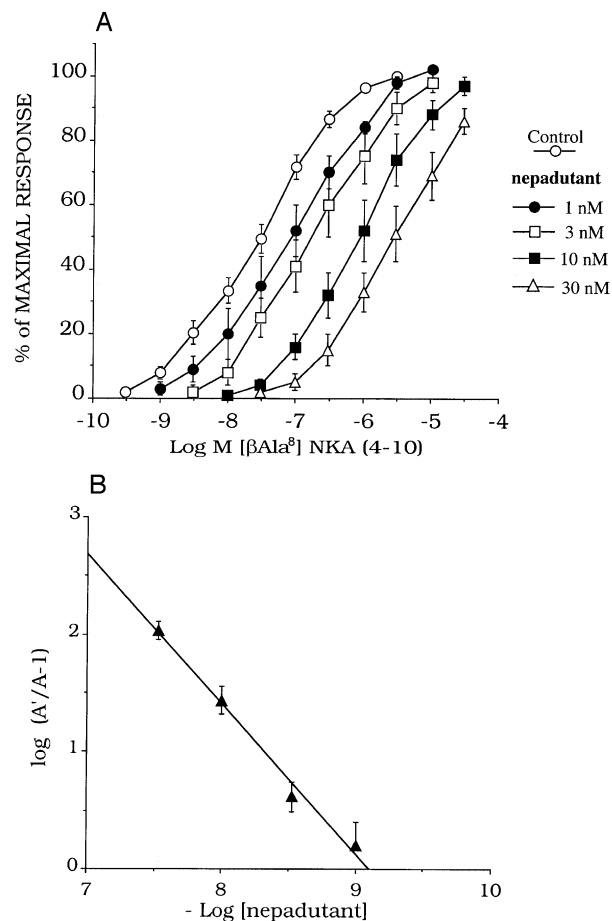 A
% of MAXIMAL RESPONSE
100
80
60
40
20
0
-10 -9 -8 -7 -6 -5 -4
Log M [βAla⁸] NKA (4-10)
Control
nepadutant
1 nM
3 nM
10 nM
30 nM
B
log (A'/A-1)
3
2
1
0
7 8 9 10
- Log [nepadutant]